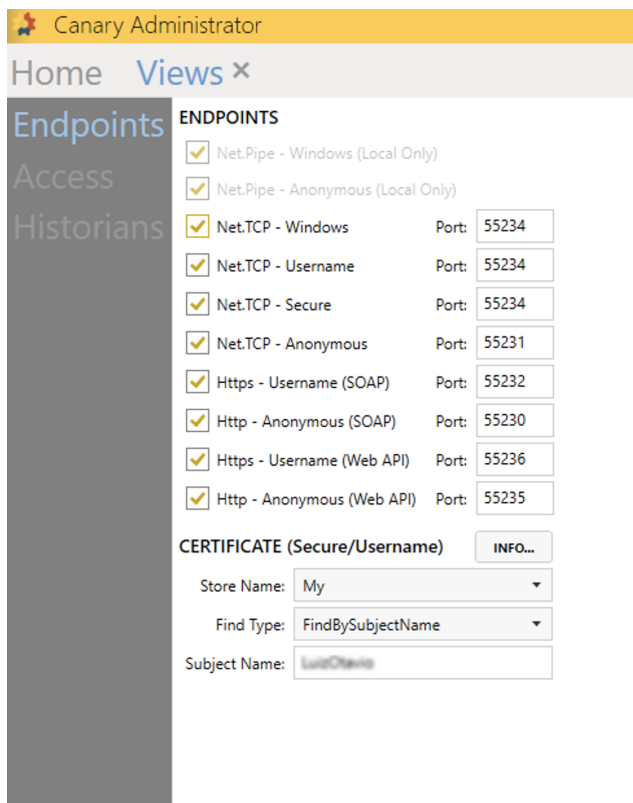 Canary Administrator
Home Views ×
Endpoints
Access
Historians
ENDPOINTS
Net.Pipe - Windows (Local Only)
Net.Pipe - Anonymous (Local Only)
Net.TCP - Windows Port: 55234
Net.TCP - Username Port: 55234
Net.TCP - Secure Port: 55234
Net.TCP - Anonymous Port: 55231
Https - Username (SOAP) Port: 55232
Http - Anonymous (SOAP) Port: 55230
Https - Username (Web API) Port: 55236
Http - Anonymous (Web API) Port: 55235
CERTIFICATE (Secure/Username) INFO...
Store Name: My
Find Type: FindBySubjectName
Subject Name: